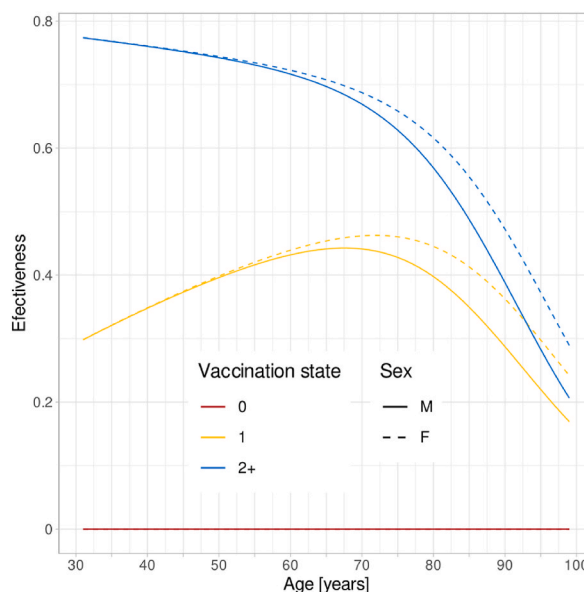 0.8
0.6
Efectiveness
0.4
0.2
0
Vaccination state
0
1
2+
Sex
M
F
30 40 50 60 70 80 90 100
Age [years]